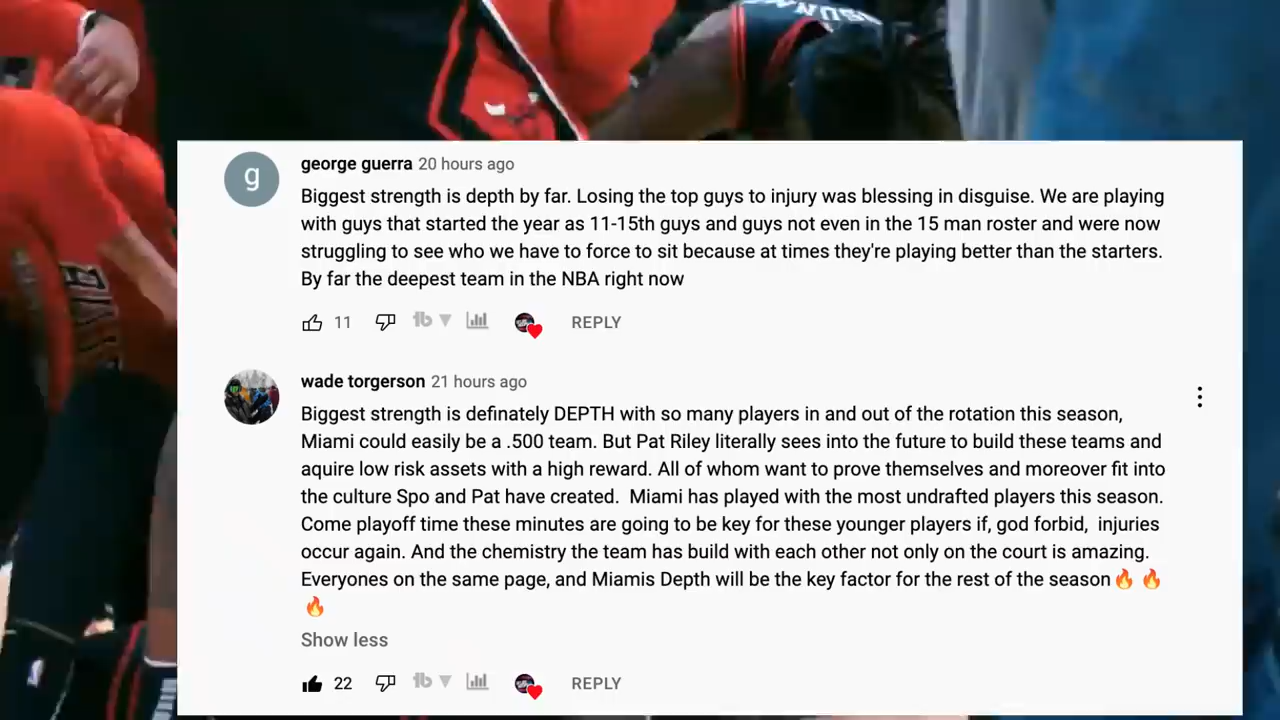 george guerra 20 hours ago
Biggest strength is depth by far. Losing the top guys to injury was blessing in disguise. We are playing
with guys that started the year as 11-15th guys and guys not even in the 15 man roster and were now
struggling to see who we have to force to sit because at times they're playing better than the starters.
By far the deepest team in the NBA right now
11 REPLY
wade torgerson 21 hours ago
Biggest strength is definately DEPTH with so many players in and out of the rotation this season,
Miami could easily be a .500 team. But Pat Riley literally sees into the future to build these teams and
aquire low risk assets with a high reward. All of whom want to prove themselves and moreover fit into
the culture Spo and Pat have created.  Miami has played with the most undrafted players this season.
Come playoff time these minutes are going to be key for these younger players if, god forbid,  injuries
occur again. And the chemistry the team has build with each other not only on the court is amazing.
Everyones on the same page, and Miamis Depth will be the key factor for the rest of the season🔥 🔥
🔥
Show less
22 REPLY